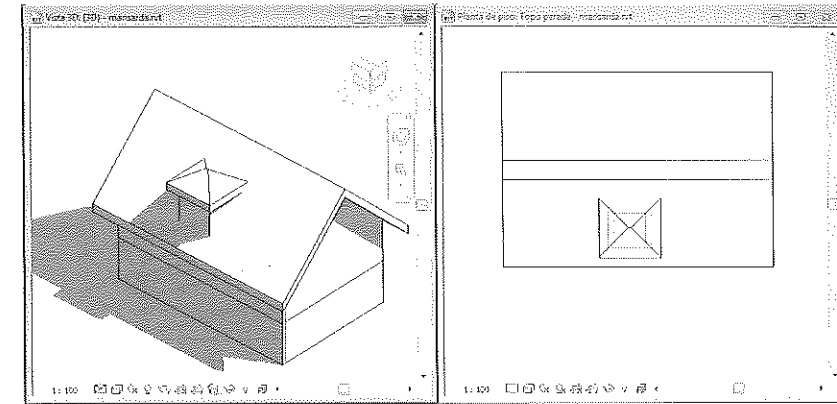 Vista 3D: {3D} - mansarda.rvt
Planta de piso: Topo parede - mansarda.rvt
1 : 100
1 : 100